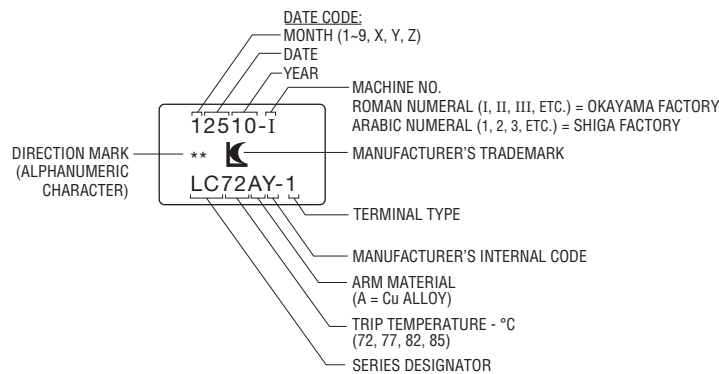 DATE CODE:
MONTH (1~9, X, Y, Z)
DATE
YEAR
MACHINE NO.
ROMAN NUMERAL (I, II, III, ETC.) = OKAYAMA FACTORY
ARABIC NUMERAL (1, 2, 3, ETC.) = SHIGA FACTORY
12510-I
DIRECTION MARK
(ALPHANUMERIC
CHARACTER)
**
MANUFACTURER'S TRADEMARK
LC72AY-1
TERMINAL TYPE
MANUFACTURER'S INTERNAL CODE
ARM MATERIAL
(A = Cu ALLOY)
TRIP TEMPERATURE - °C
(72, 77, 82, 85)
SERIES DESIGNATOR